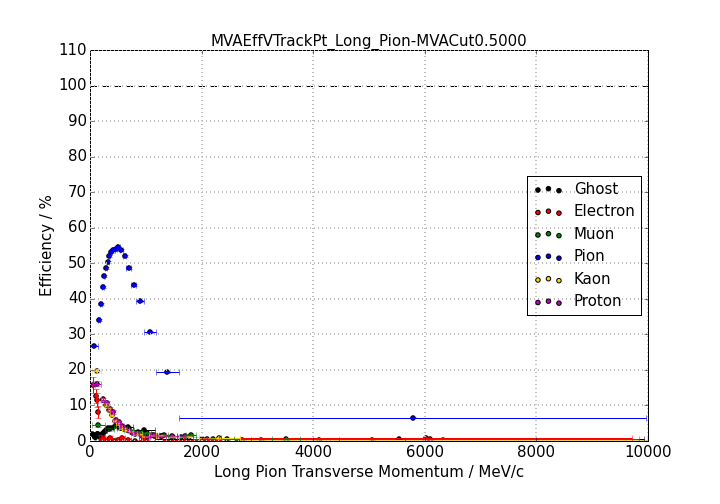 MVAEffVTrackPt_Long_Pion-MVACut0.5000
110
100
90
80
70
60
50
40
30
20
10
0
Efficiency / %
Ghost
Electron
Muon
Pion
Kaon
Proton
0 2000 4000 6000 8000 10000
Long Pion Transverse Momentum / MeV/c